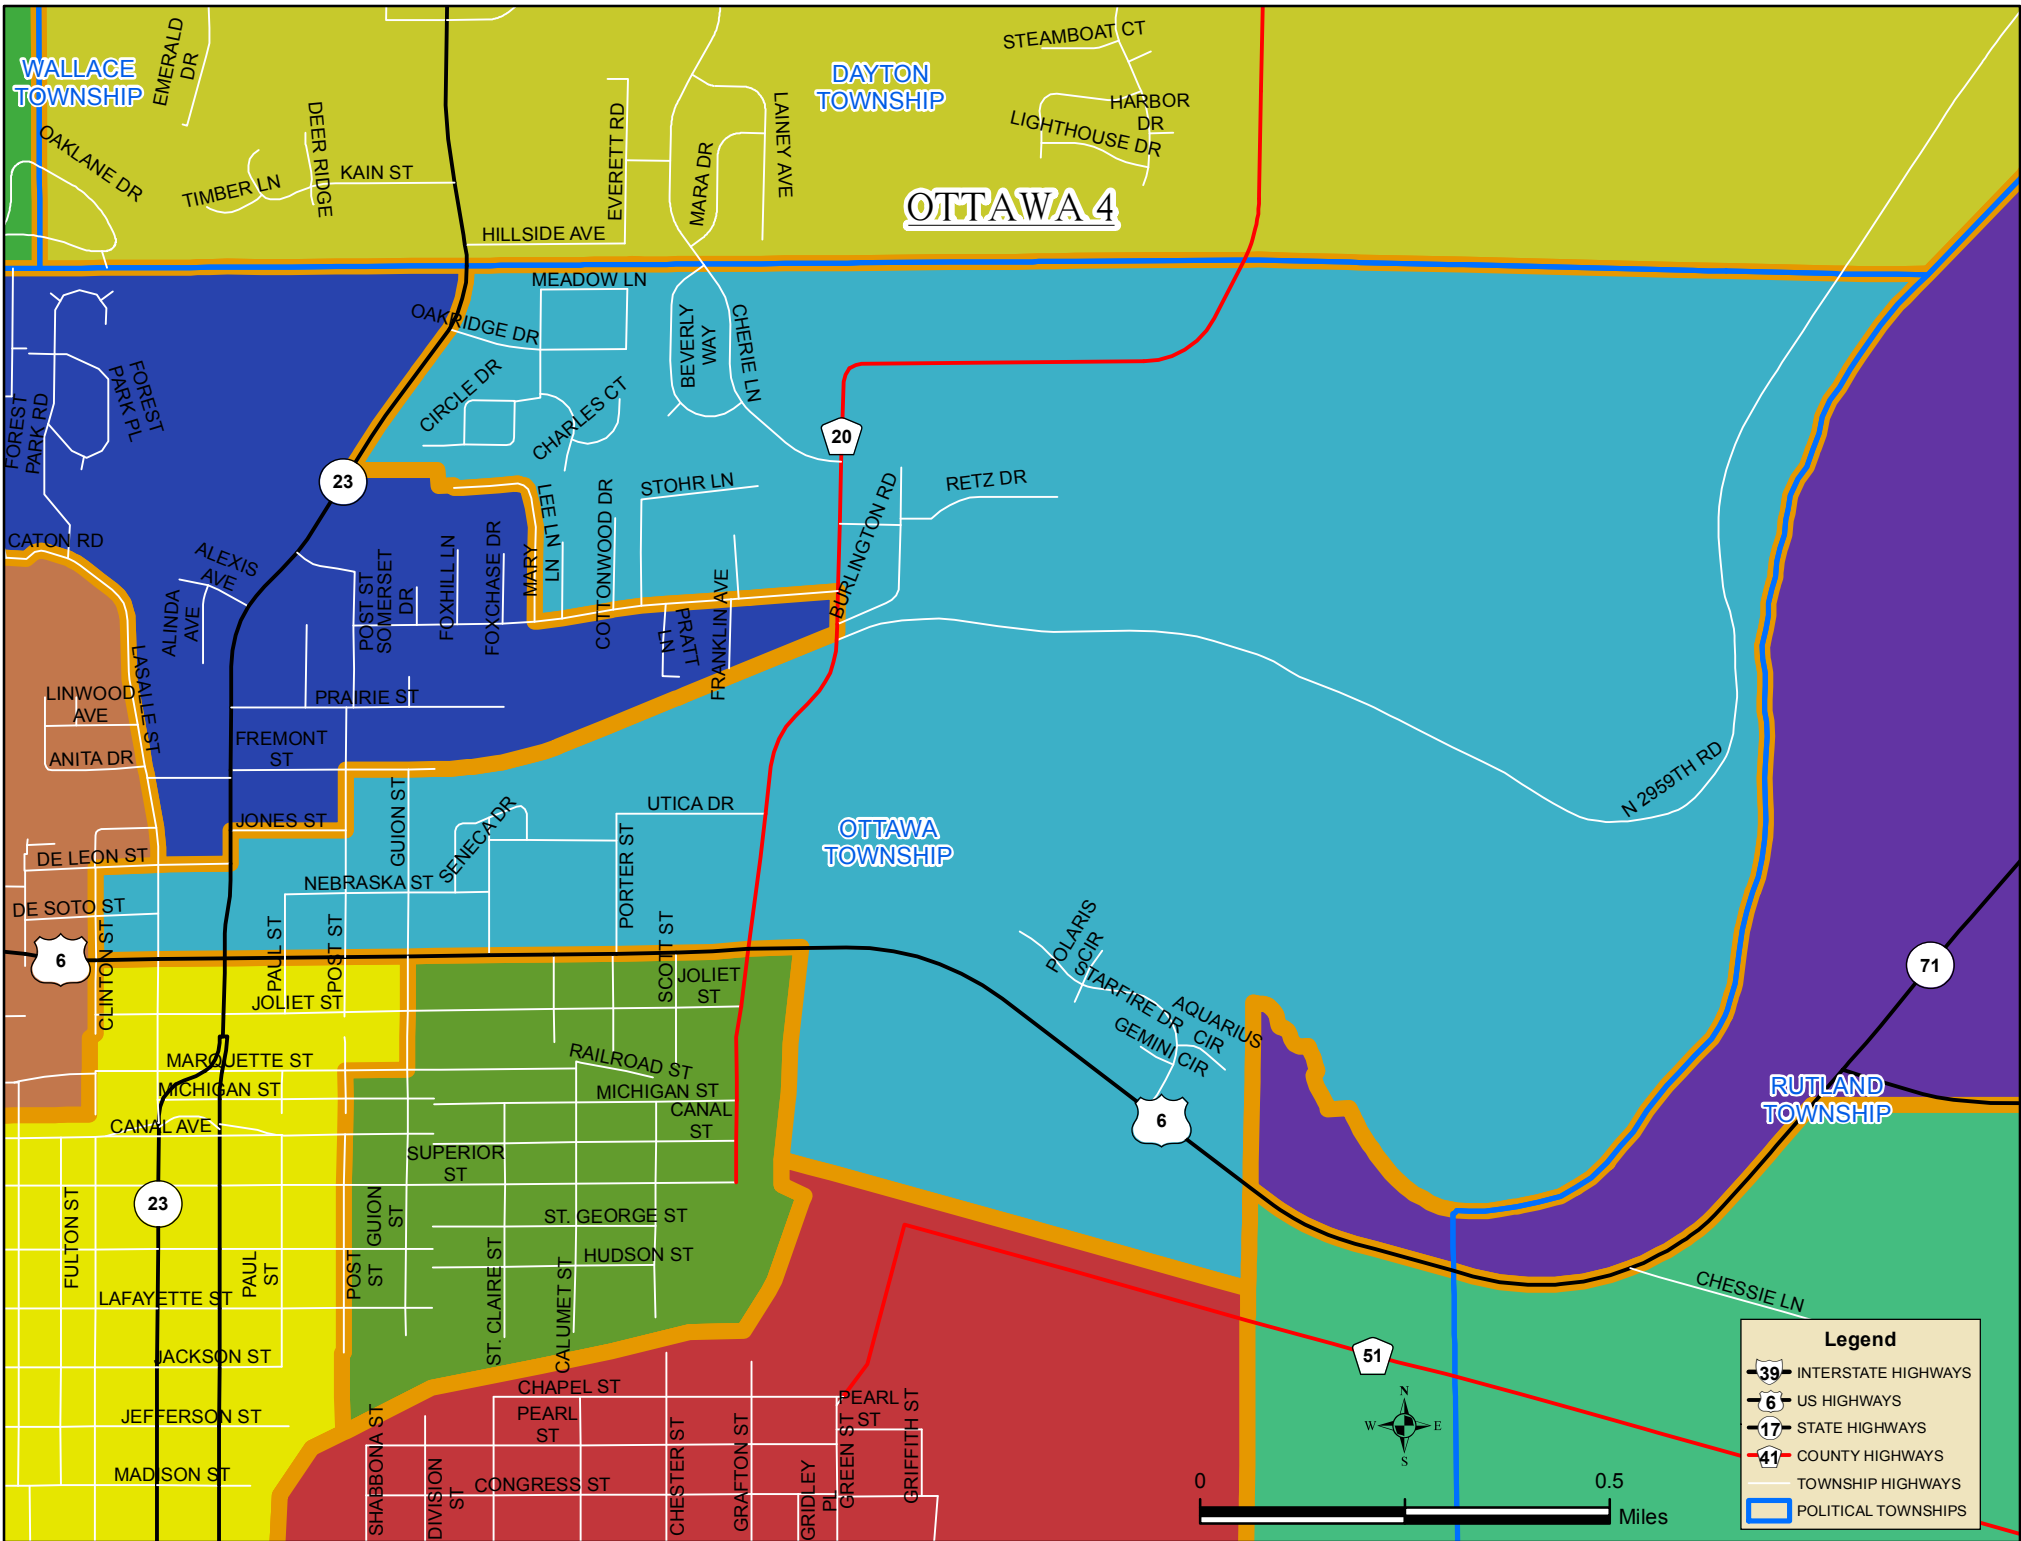 WALLACE
TOWNSHIP
EMERALD
DR
DAYTON
TOWNSHIP
STEAMBOAT CT
HARBOR
DR
LIGHTHOUSE DR
OAKLANE DR
TIMBER LN
DEER RIDGE
KAIN ST
EVERETT RD
MARA DR
LAINEY AVE
OTTAWA 4
HILLSIDE AVE
MEADOW LN
OAKRIDGE DR
BEVERLY
WAY
CHERIE LN
CIRCLE DR
CHARLES CT
FOREST
PARK RD
FOREST
PARK PL
20
23
STOHR LN
RETZ DR
BURLINGTON RD
CATON RD
ALEXIS
AVE
ALINDA
AVE
POST ST
SOMERSET
DR
FOXHILL LN
FOXCHASE DR
MARY
LEE LN
LN
COTTONWOOD DR
PRATT
LN
FRANKLIN AVE
LASALLE ST
LINWOOD
AVE
ANITA DR
PRAIRIE ST
FREMONT
ST
JONES ST
GUION ST
SENECA DR
UTICA DR
PORTER ST
OTTAWA
TOWNSHIP
N 2959TH RD
DE LEON ST
DE SOTO ST
NEBRASKA ST
CLINTON ST
PAUL ST
POST ST
SCOTT ST
6
JOLIET
ST
JOLIET ST
POLARIS
CIR
STARFIRE DR
AQUARIUS
CIR
GEMINI CIR
71
MARQUETTE ST
MICHIGAN ST
CANAL AVE
RAILROAD ST
MICHIGAN ST
CANAL
ST
6
RUTLAND
TOWNSHIP
SUPERIOR
ST
23
FULTON ST
GUION
ST
ST. GEORGE ST
HUDSON ST
PAUL
ST
POST
ST
ST. CLAIRE ST
CALUMET ST
LAFAYETTE ST
JACKSON ST
JEFFERSON ST
MADISON ST
CHESSIE LN
51
CHAPEL ST
PEARL
ST
PEARL
ST
CONGRESS ST
SHABBONA ST
DIVISION
ST
CHESTER ST
GRAFTON ST
GRIDLEY
PL
GREEN ST
GRIFFITH ST
N
W
E
S
0
0.5
Miles
Legend
39 INTERSTATE HIGHWAYS
6 US HIGHWAYS
17 STATE HIGHWAYS
41 COUNTY HIGHWAYS
TOWNSHIP HIGHWAYS
POLITICAL TOWNSHIPS